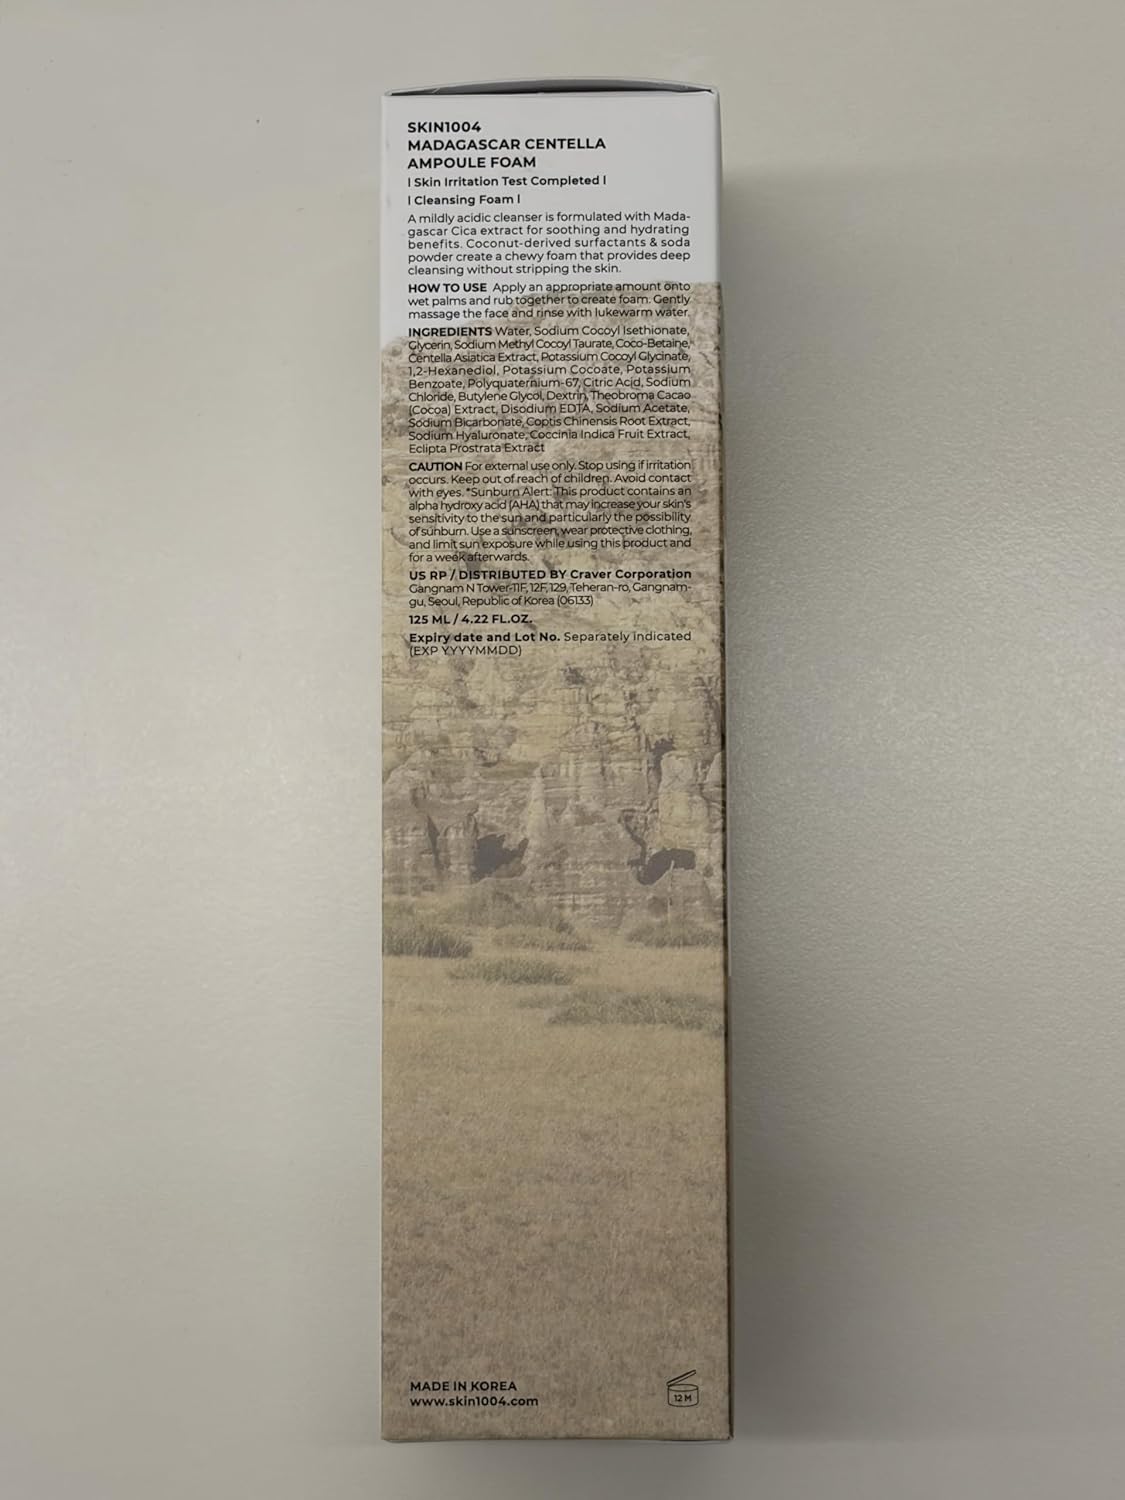 SKIN1004
MADAGASCAR CENTELLA
AMPOULE FOAM
| Skin Irritation Test Completed |
| Cleansing Foam |
A mildly acidic cleanser is formulated with Mada-
gascar Cica extract for soothing and hydrating
benefits. Coconut-derived surfactants & soda
powder create a chewy foam that provides deep
cleansing without stripping the skin.
HOW TO USE Apply an appropriate amount onto
wet palms and rub together to create foam. Gently
massage the face and rinse with lukewarm water.
INGREDIENTS Water, Sodium Cocoyl Isethionate,
Glycerin, Sodium Methyl Cocoyl Taurate, Coco-Betaine,
Centella Asiatica Extract, Potassium Cocoyl Glycinate,
1,2-Hexanediol, Potassium Cocoate, Potassium
Benzoate, Polyquaternium-67, Citric Acid, Sodium
Chloride, Butylene Glycol, Dextrin, Theobroma Cacao
(Cocoa) Extract, Disodium EDTA, Sodium Acetate,
Sodium Bicarbonate, Coptis Chinensis Root Extract,
Sodium Hyaluronate, Coccinia Indica Fruit Extract,
Eclipta Prostrata Extract
CAUTION For external use only. Stop using if irritation
occurs. Keep out of reach of children. Avoid contact
with eyes. *Sunburn Alert: This product contains an
alpha hydroxy acid (AHA) that may increase your skin's
sensitivity to the sun and particularly the possibility
of sunburn. Use a sunscreen, wear protective clothing,
and limit sun exposure while using this product and
for a week afterwards.
US RP / DISTRIBUTED BY Craver Corporation
Gangnam N Tower-11F, 12F, 129, Teheran-ro, Gangnam-
gu, Seoul, Republic of Korea (06133)
125 ML / 4.22 FL.OZ.
Expiry date and Lot No. Separately indicated
(EXP YYYYMMDD)
MADE IN KOREA
www.skin1004.com
12 M